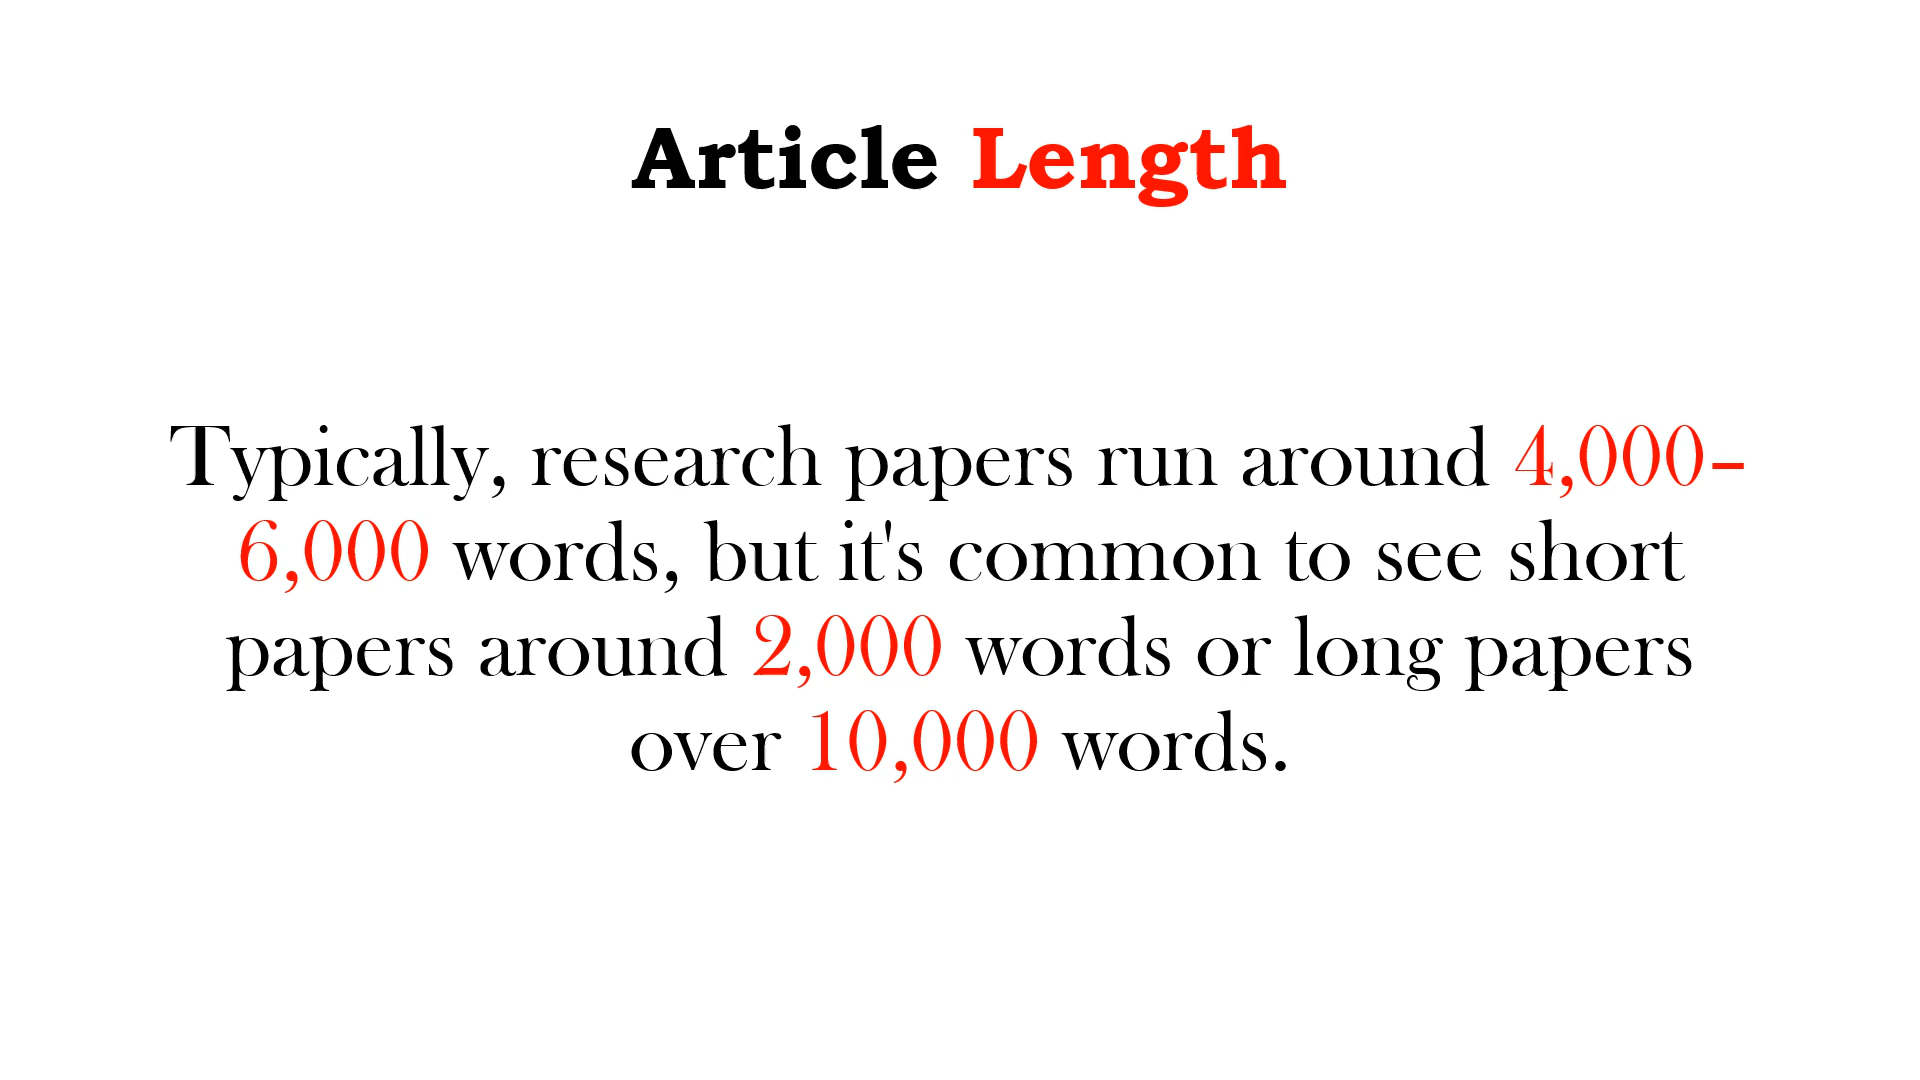 Article Length
Typically, research papers run around 4,000–
6,000 words, but it's common to see short
papers around 2,000 words or long papers
over 10,000 words.